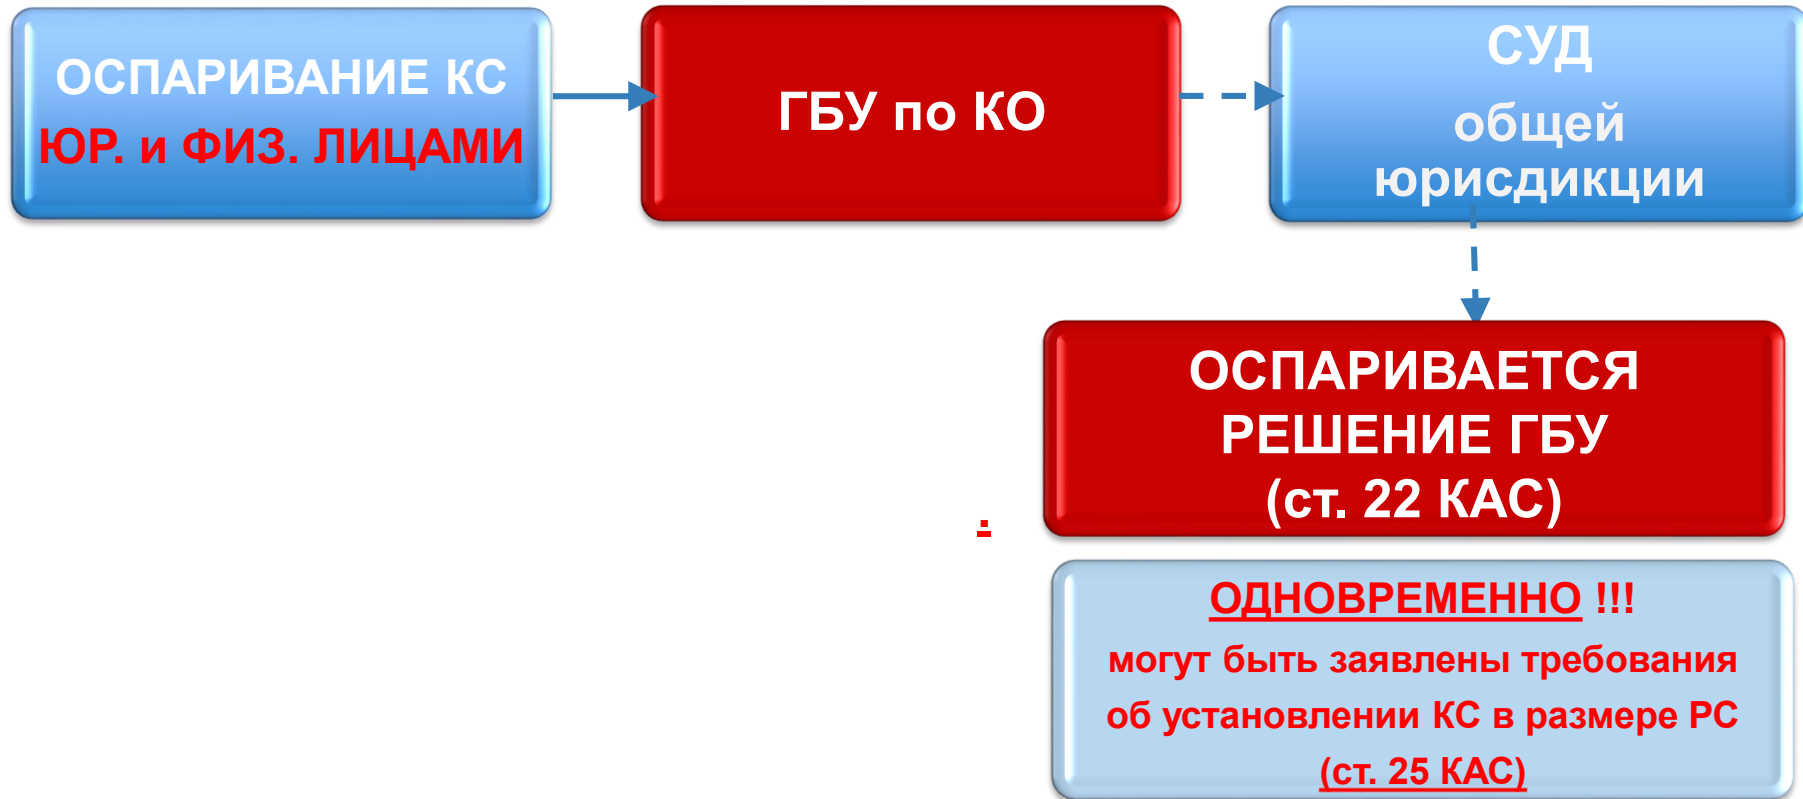 ОСПАРИВАНИЕ КС
ЮР. и ФИЗ. ЛИЦАМИ
ГБУ по КО
СУД
общей
юрисдикции
ОСПАРИВАЕТСЯ
РЕШЕНИЕ ГБУ
(ст. 22 КАС)
.
ОДНОВРЕМЕННО !!!
могут быть заявлены требования
об установлении КС в размере РС
(ст. 25 КАС)